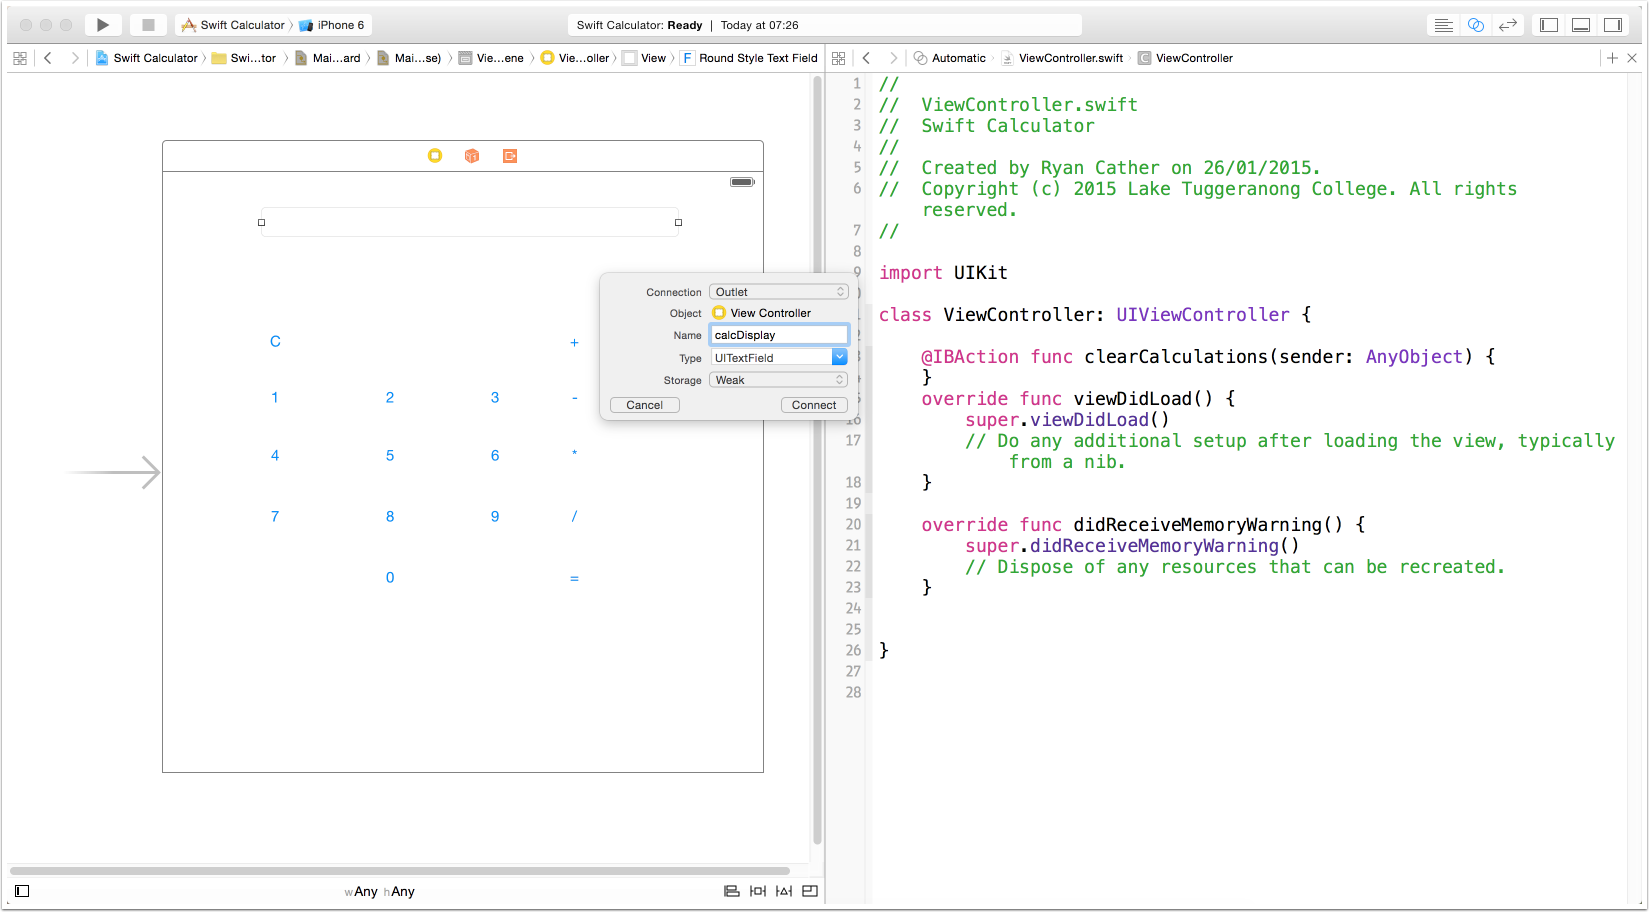 Swift Calculator iPhone 6
Swift Calculator: Ready | Today at 07:26
Swift Calculator Swi...tor Mai...ard Mai...se) Vie...ene Vie...oller View F Round Style Text Field
Automatic ViewController.swift C ViewController
C +
1 2 3 -
4 5 6 *
7 8 9 /
0 =
Connection Outlet
Object View Controller
Name calcDisplay
Type UITextField
Storage Weak
Cancel Connect
wAny hAny
1 //
2 // ViewController.swift
3 // Swift Calculator
4 //
5 // Created by Ryan Cather on 26/01/2015.
6 // Copyright (c) 2015 Lake Tuggeranong College. All rights
reserved.
7 //
8
9 import UIKit
class ViewController: UIViewController {
@IBAction func clearCalculations(sender: AnyObject) {
}
override func viewDidLoad() {
16 super.viewDidLoad()
17 // Do any additional setup after loading the view, typically
from a nib.
18 }
19
20 override func didReceiveMemoryWarning() {
21 super.didReceiveMemoryWarning()
22 // Dispose of any resources that can be recreated.
23 }
24
25
26 }
27
28